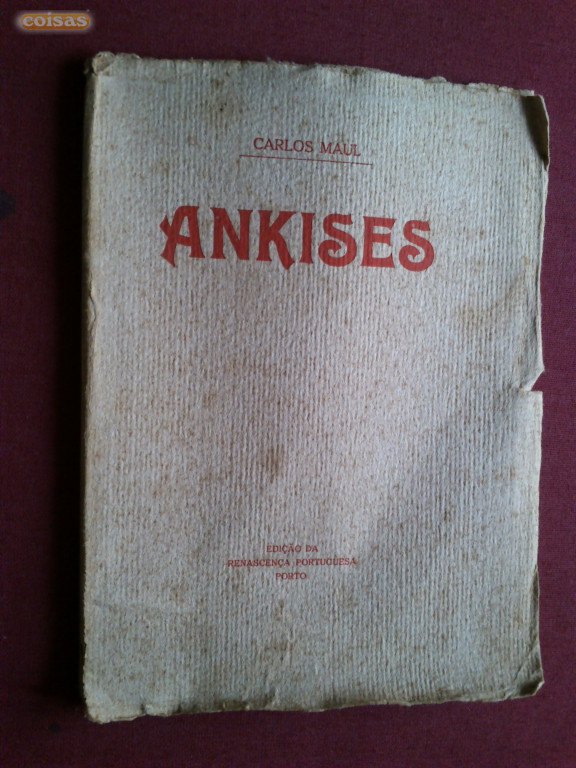 coisas
CARLOS MAUL
ANKISES
EDIÇÃO DA
RENASCENÇA PORTUGUESA
PORTO